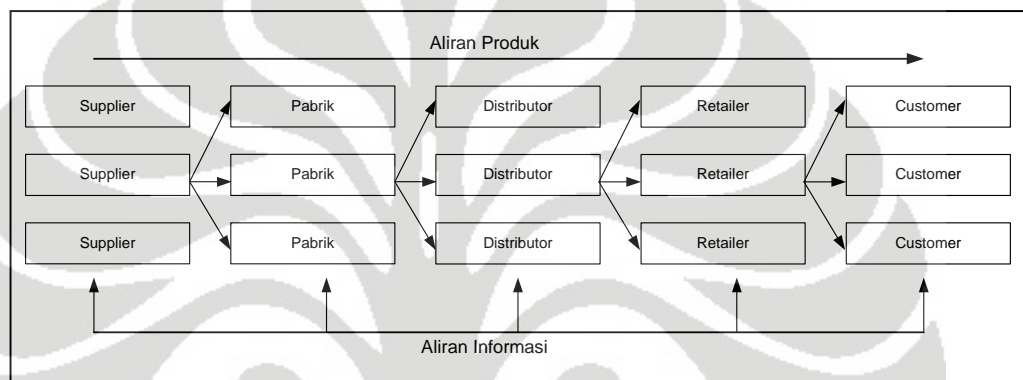 Aliran Produk
Supplier Pabrik Distributor Retailer Customer
Supplier Pabrik Distributor Retailer Customer
Supplier Pabrik Distributor Retailer Customer
Aliran Informasi